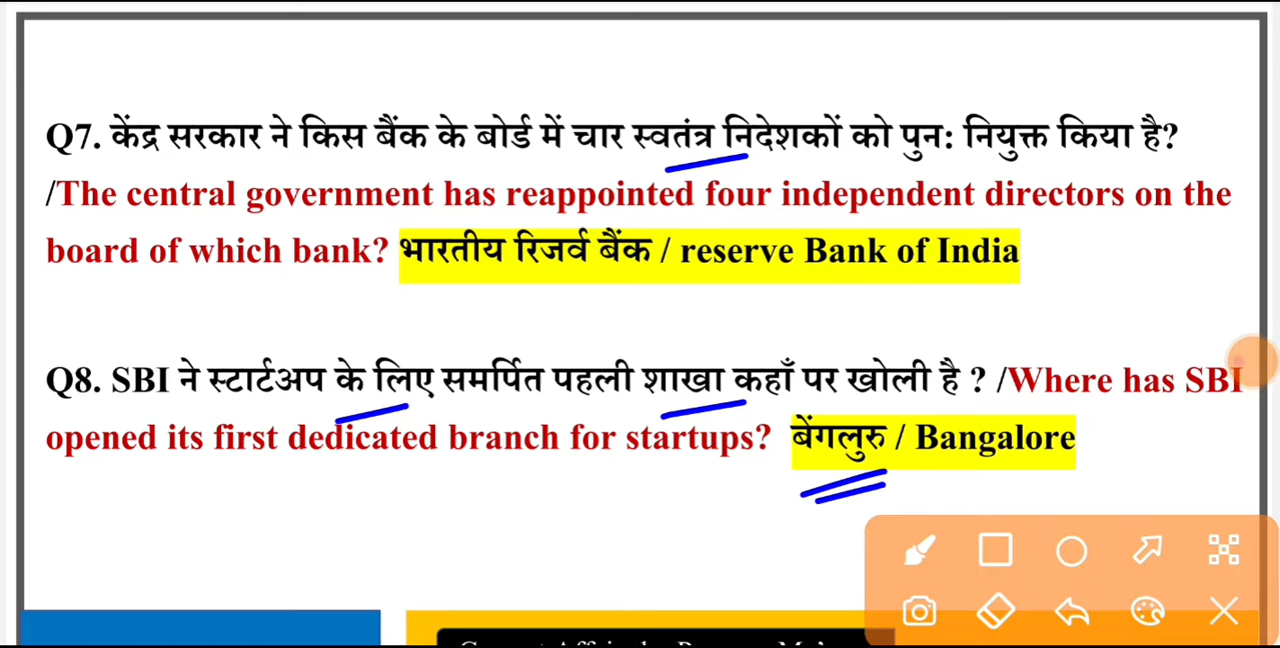 Q7. केंद्र सरकार ने किस बैंक के बोर्ड में चार स्वतंत्र निदेशकों को पुन: नियुक्त किया है?
/The central government has reappointed four independent directors on the
board of which bank? भारतीय रिजर्व बैंक / reserve Bank of India
Q8. SBI ने स्टार्टअप के लिए समर्पित पहली शाखा कहाँ पर खोली है ? /Where has SBI
opened its first dedicated branch for startups? बेंगलुरु / Bangalore